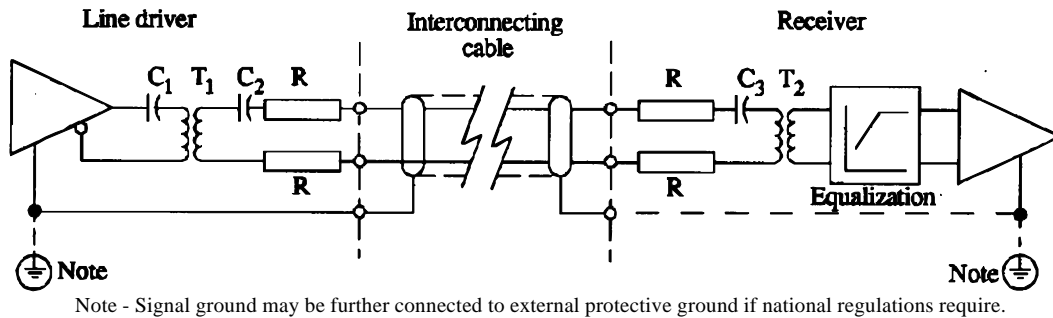 Line driver
Interconnecting
cable
Receiver
C1 T1 C2 R
R C3 T2
R
R
Equalization
Note
Note
Note - Signal ground may be further connected to external protective ground if national regulations require.